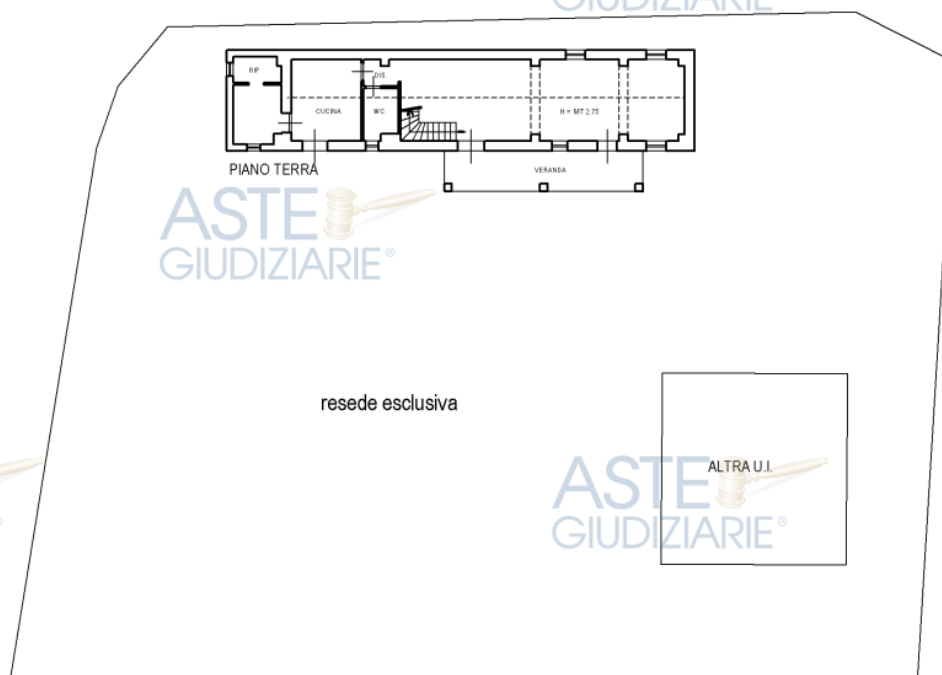 GIUDIZIARIE
RIP
DIS.
CUCINA
WC
H = MT 2.75
PIANO TERRA
VERANDA
ASTE
GIUDIZIARIE®
resede esclusiva
ALTRA U.I.
ASTE
GIUDIZIARIE®
®